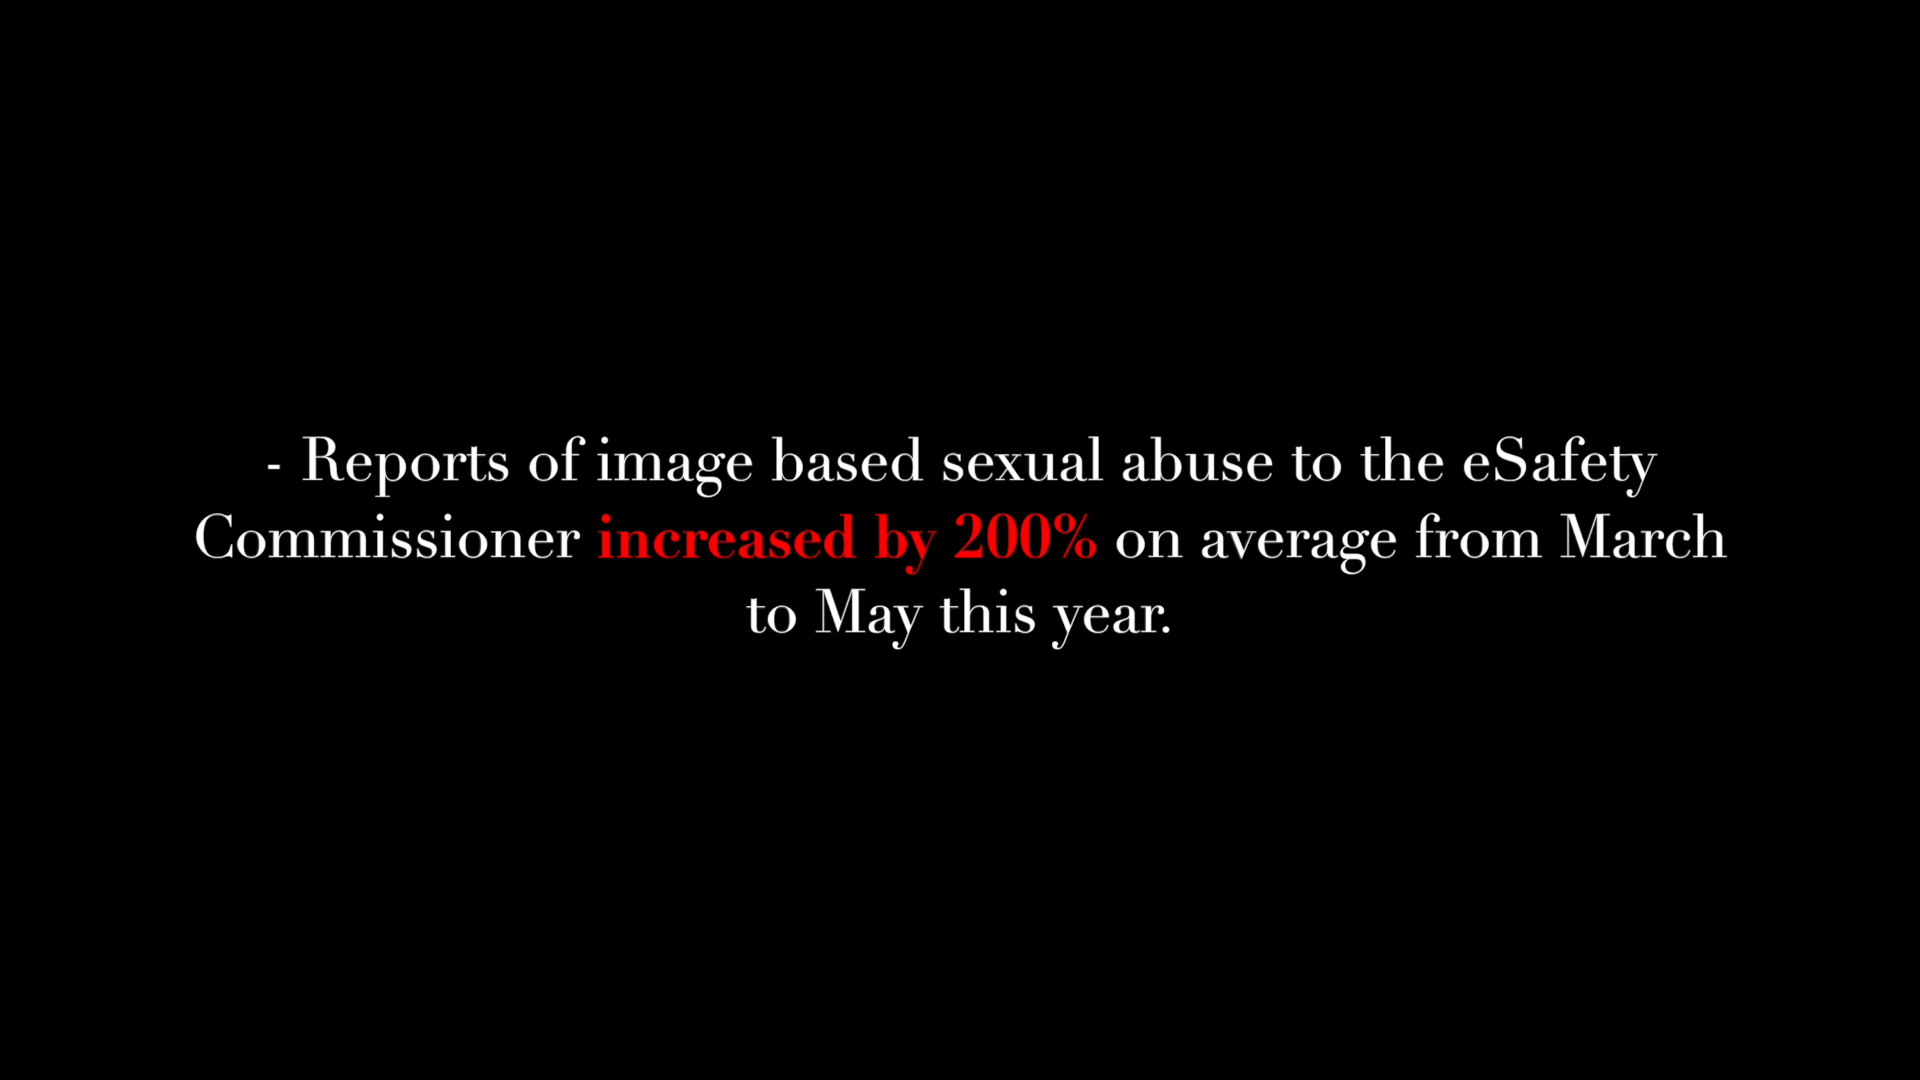 - Reports of image based sexual abuse to the eSafety
Commissioner increased by 200% on average from March
to May this year.